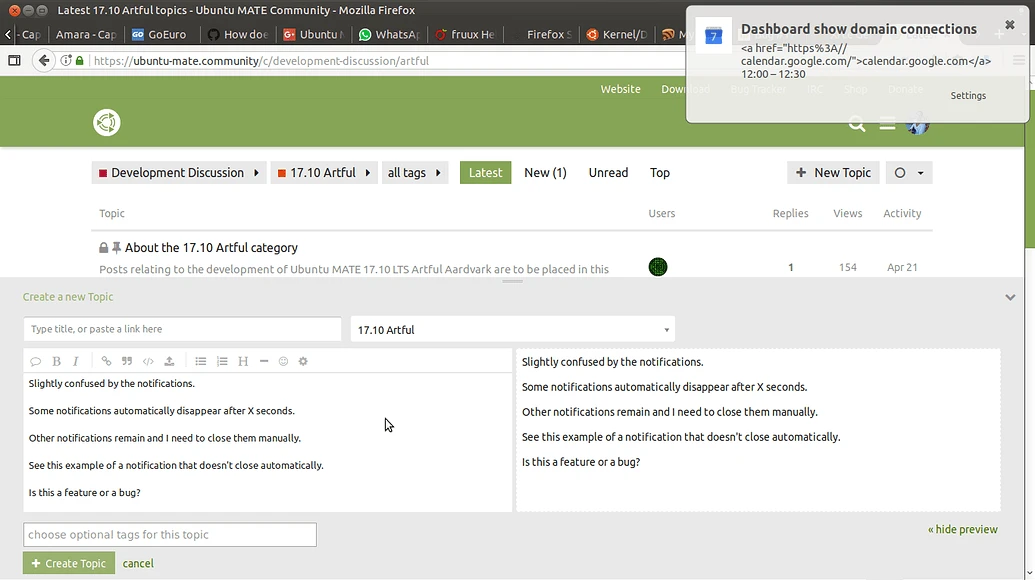 Latest 17.10 Artful topics - Ubuntu MATE Community - Mozilla Firefox
Cap
Amara - Cap
GoEuro
How doe
Ubuntu M
WhatsAp
fruux He
Firefox S
Kernel/D
My
https://ubuntu-mate.community/c/development-discussion/artful
Dashboard show domain connections
<a href="https%3A//
calendar.google.com/">calendar.google.com</a>
12:00 – 12:30
Settings
Website
Download
Bug Tracker
IRC
Shop
Donate
Development Discussion
17.10 Artful
all tags
Latest
New (1)
Unread
Top
+ New Topic
Topic
Users
Replies
Views
Activity
About the 17.10 Artful category
Posts relating to the development of Ubuntu MATE 17.10 LTS Artful Aardvark are to be placed in this
1
154
Apr 21
Create a new Topic
Type title, or paste a link here
17.10 Artful
B I
H
Slightly confused by the notifications.
Some notifications automatically disappear after X seconds.
Other notifications remain and I need to close them manually.
See this example of a notification that doesn't close automatically.
Is this a feature or a bug?
Slightly confused by the notifications.
Some notifications automatically disappear after X seconds.
Other notifications remain and I need to close them manually.
See this example of a notification that doesn't close automatically.
Is this a feature or a bug?
choose optional tags for this topic
« hide preview
+ Create Topic
cancel